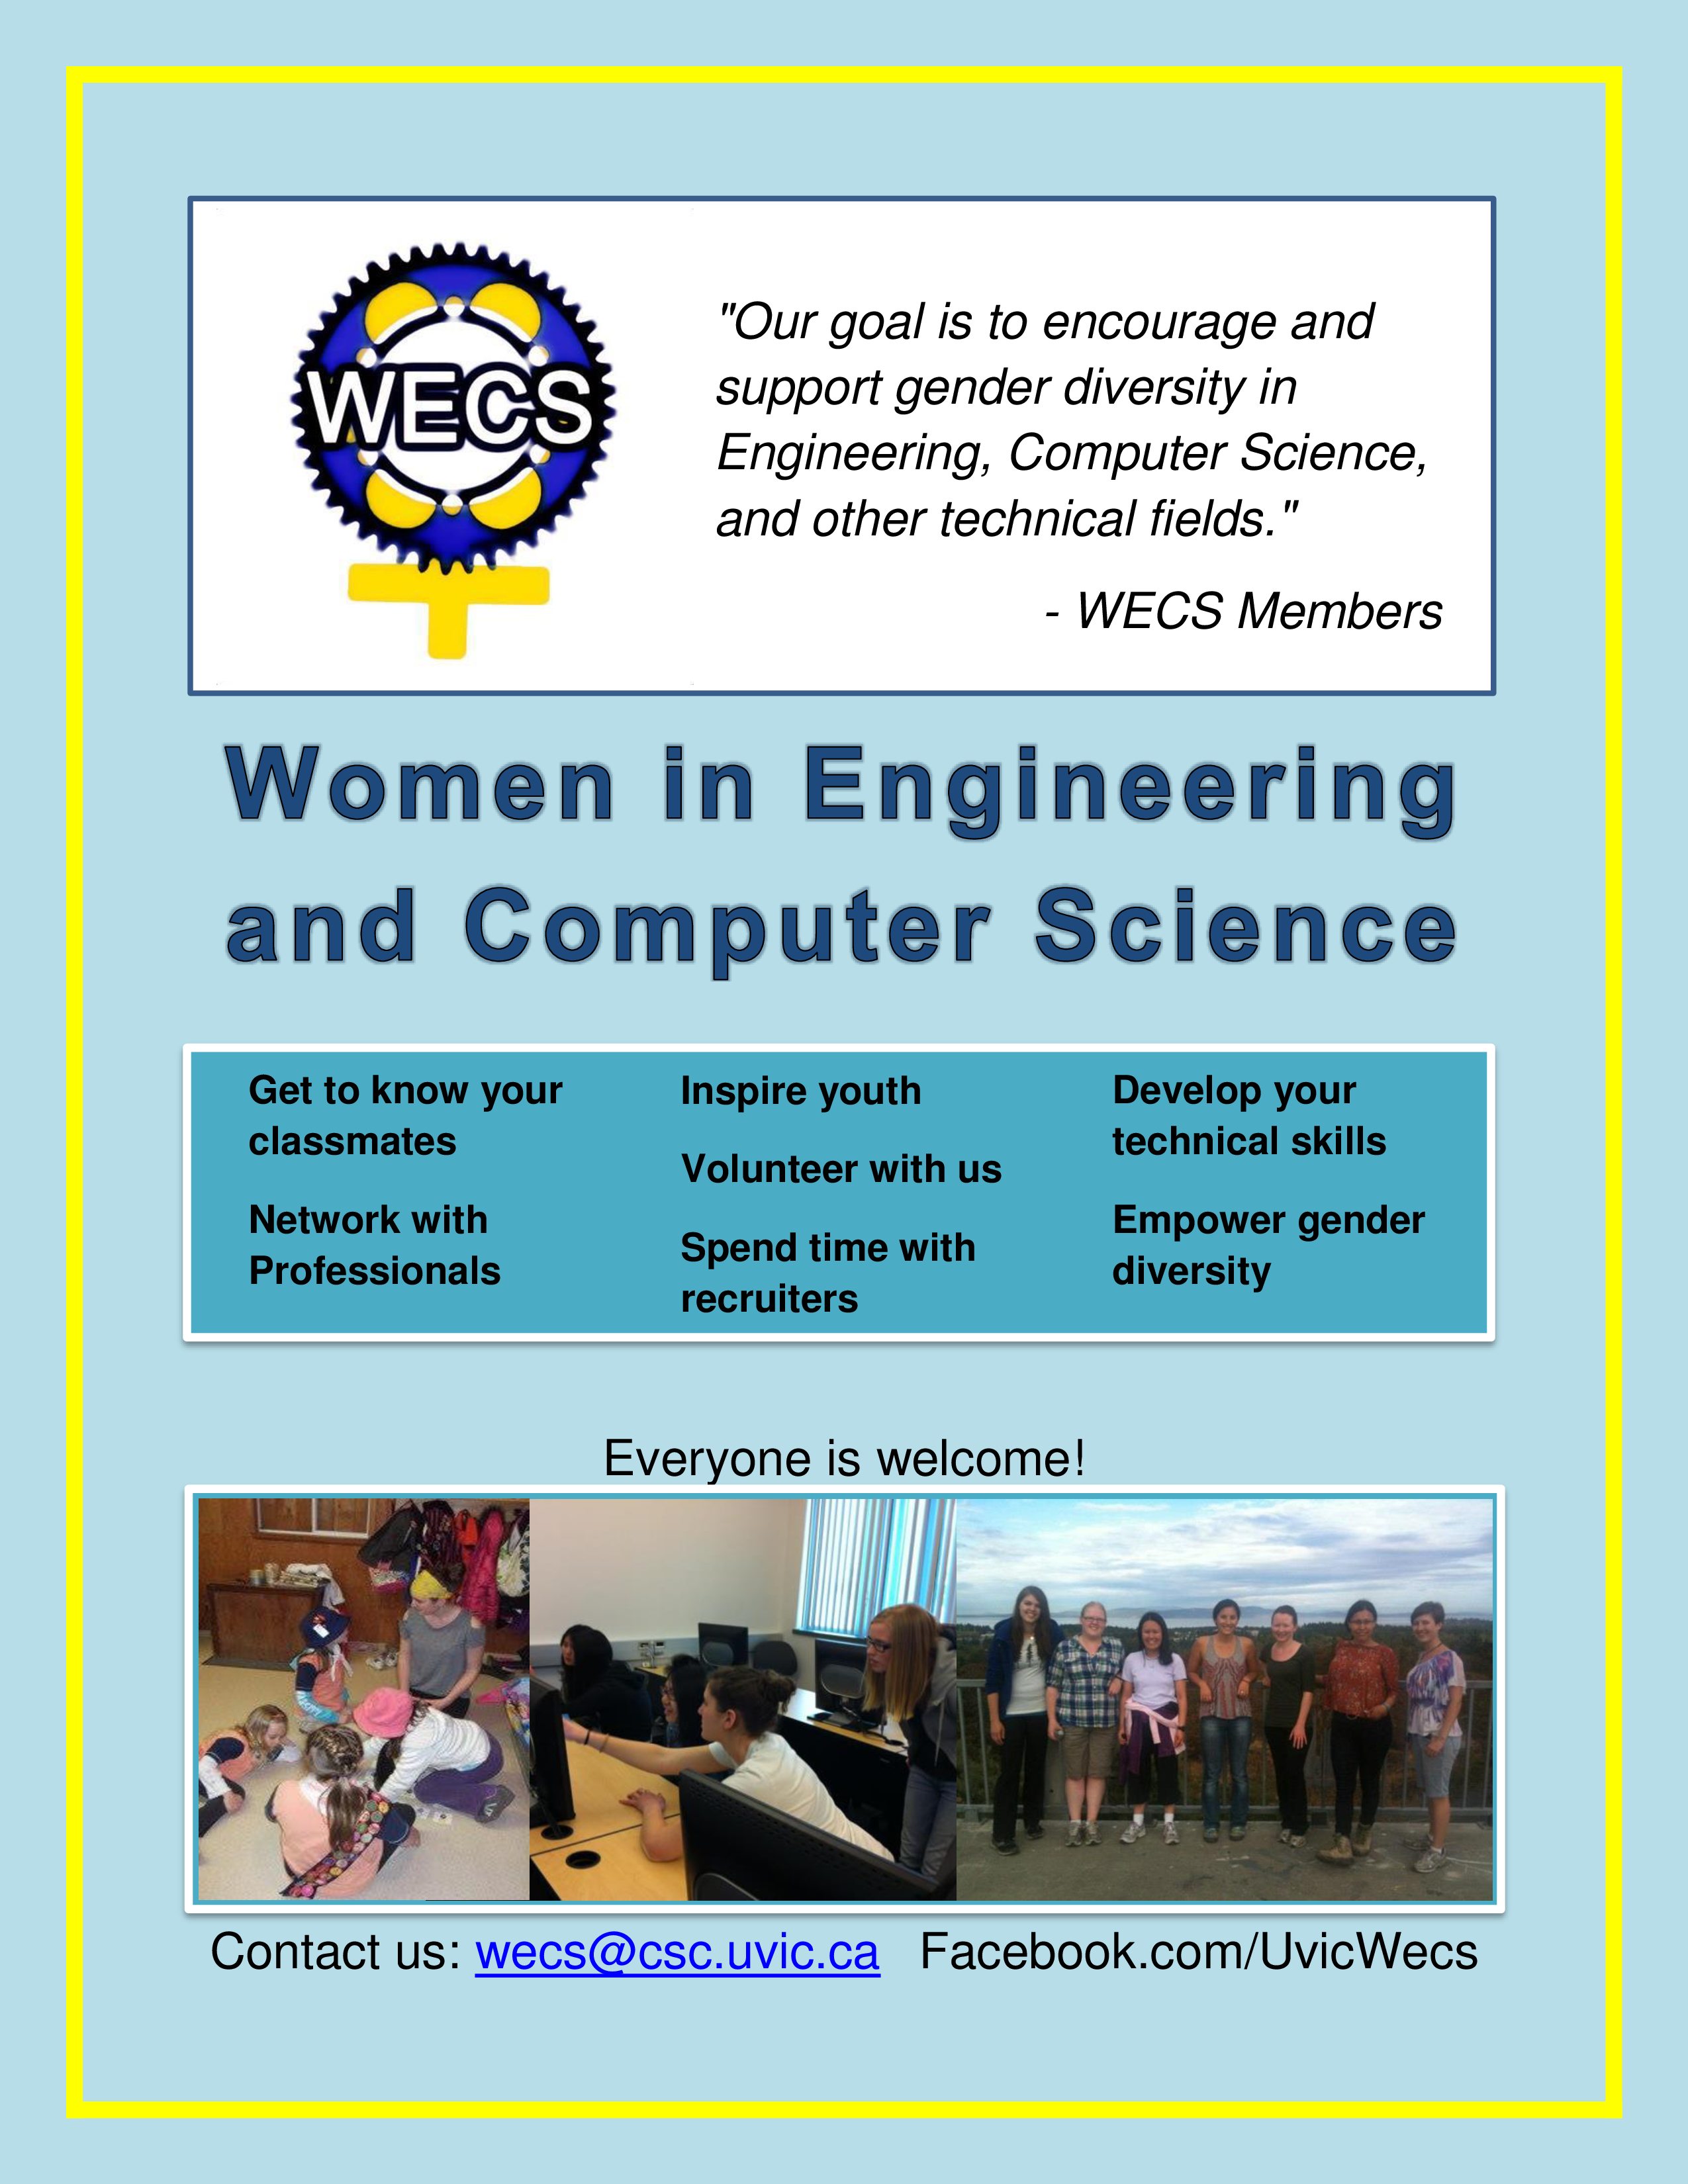 WECS
"Our goal is to encourage and
support gender diversity in
Engineering, Computer Science,
and other technical fields."
- WECS Members
Women in Engineering
and Computer Science
Get to know your
classmates
Network with
Professionals
Inspire youth
Volunteer with us
Spend time with
recruiters
Develop your
technical skills
Empower gender
diversity
Everyone is welcome!
Contact us: wecs@csc.uvic.ca Facebook.com/UvicWecs